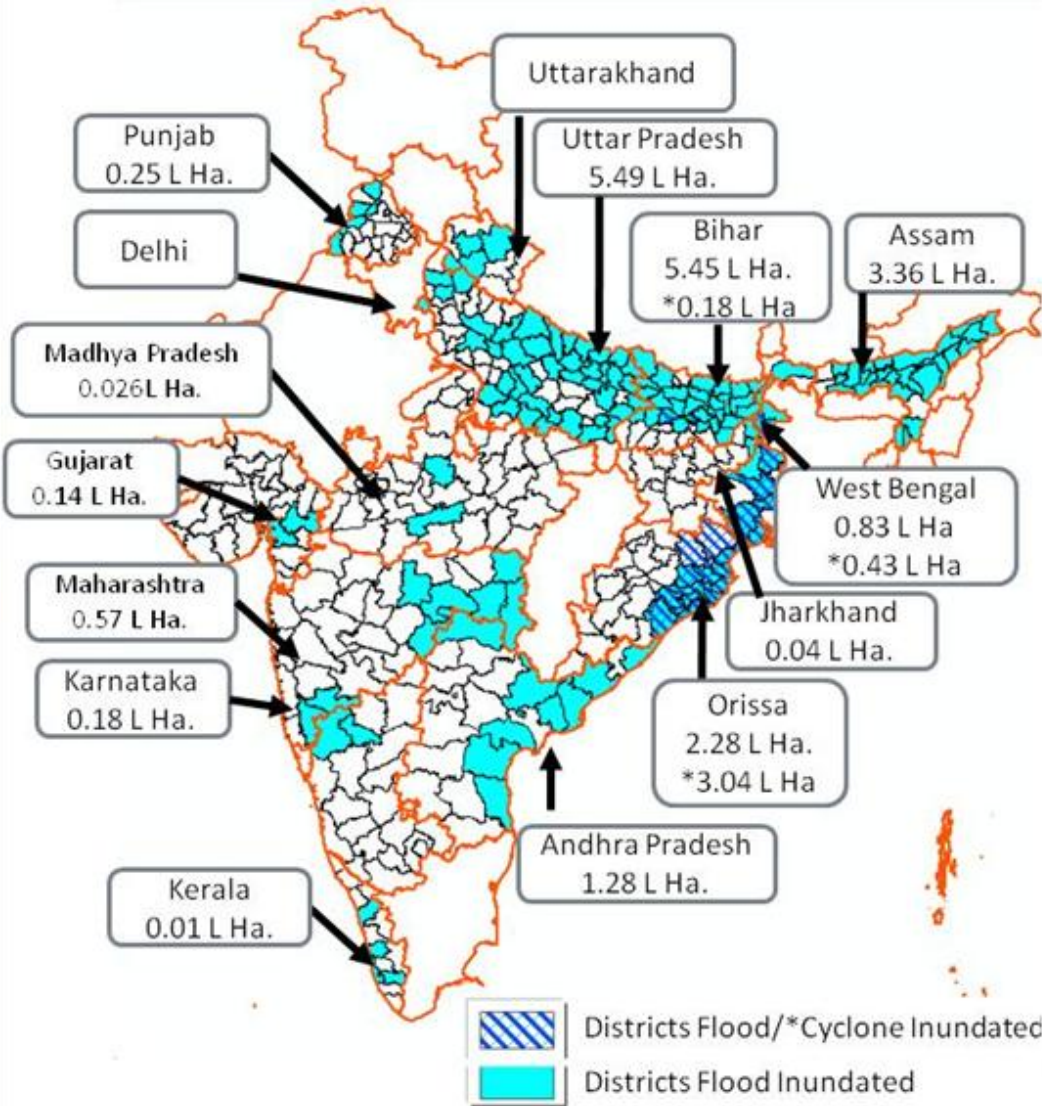 Uttarakhand
Punjab
0.25 L Ha.
Uttar Pradesh
5.49 L Ha.
Delhi
Bihar
5.45 L Ha.
*0.18 L Ha
Assam
3.36 L Ha.
Madhya Pradesh
0.026L Ha.
Gujarat
0.14 L Ha.
West Bengal
0.83 L Ha
*0.43 L Ha
Maharashtra
0.57 L Ha.
Jharkhand
0.04 L Ha.
Karnataka
0.18 L Ha.
Orissa
2.28 L Ha.
*3.04 L Ha
Andhra Pradesh
1.28 L Ha.
Kerala
0.01 L Ha.
Districts Flood/*Cyclone Inundated
Districts Flood Inundated